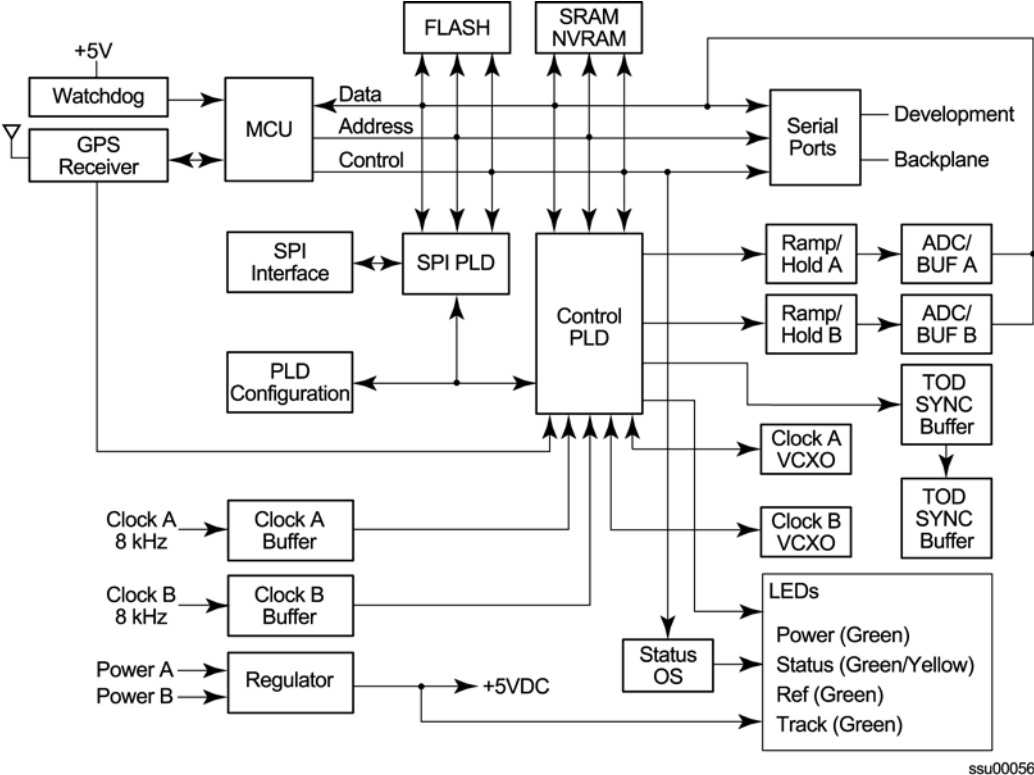 FLASH
SRAM
NVRAM
+5V
Watchdog
MCU
Data
Address
Control
GPS
Receiver
Serial
Ports
Development
Backplane
SPI
Interface
SPI PLD
Control
PLD
Ramp/
Hold A
ADC/
BUF A
Ramp/
Hold B
ADC/
BUF B
PLD
Configuration
TOD
SYNC
Buffer
Clock A
VCXO
TOD
SYNC
Buffer
Clock A
8 kHz
Clock A
Buffer
Clock B
VCXO
Clock B
8 kHz
Clock B
Buffer
LEDs
Power (Green)
Status (Green/Yellow)
Ref (Green)
Track (Green)
Status
OS
Power A
Power B
Regulator
+5VDC
ssu00056